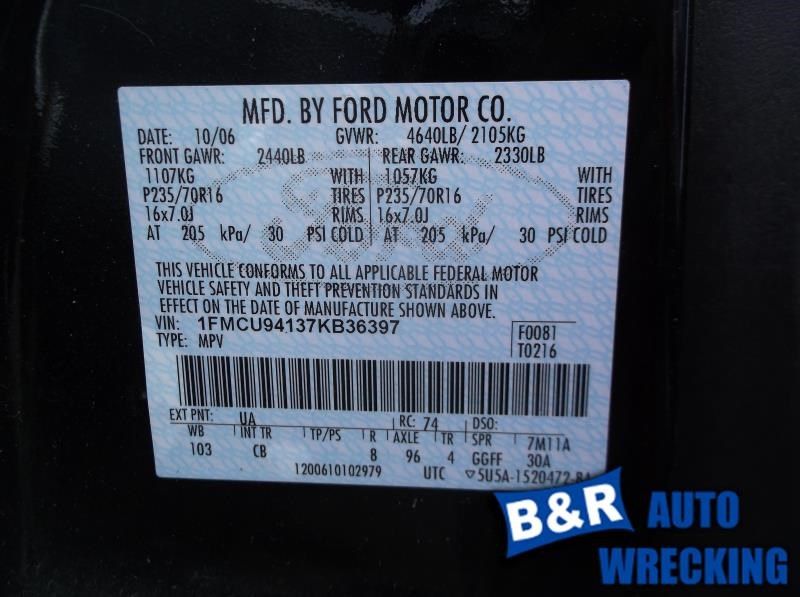 MFD. BY FORD MOTOR CO.
DATE: 10/06 GVWR: 4640LB/ 2105KG
FRONT GAWR: 2440LB REAR GAWR: 2330LB
1107KG WITH 1057KG WITH
P235/70R16 TIRES P235/70R16 TIRES
16x7.0J RIMS 16x7.0J RIMS
AT 205 kPa/ 30 PSI COLD AT 205 kPa/ 30 PSI COLD
THIS VEHICLE CONFORMS TO ALL APPLICABLE FEDERAL MOTOR
VEHICLE SAFETY AND THEFT PREVENTION STANDARDS IN
EFFECT ON THE DATE OF MANUFACTURE SHOWN ABOVE.
VIN: 1FMCU94137KB36397 F0081
TYPE: MPV T0216
EXT PNT: UA RC: 74 DSO:
WB INT TR TP/PS R AXLE TR SPR 7M11A
103 CB 8 96 4 GGFF 30A
1200610102979 UTC ▽5U5A-1520472-BA
B&R AUTO
WRECKING